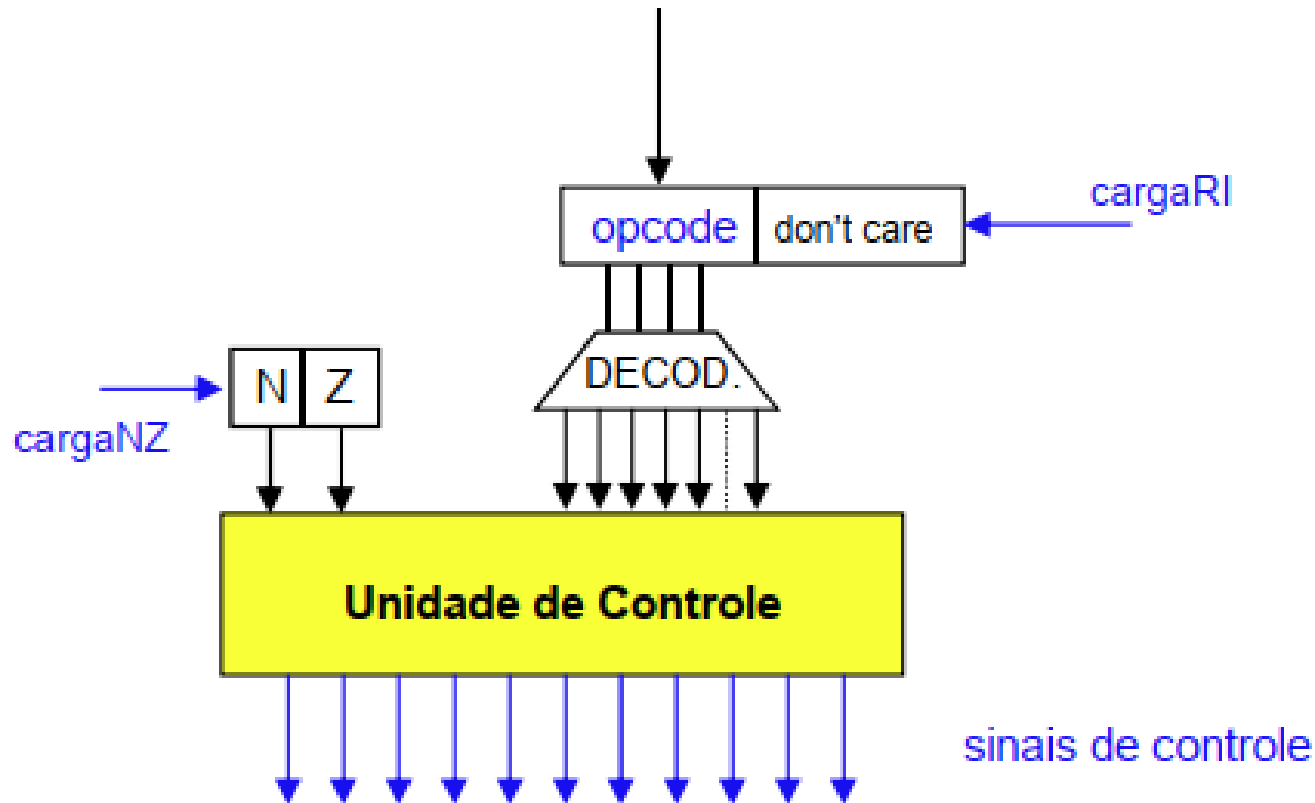 cargaRI
opcode don't care
DECOD.
N Z
cargaNZ
Unidade de Controle
sinais de controle